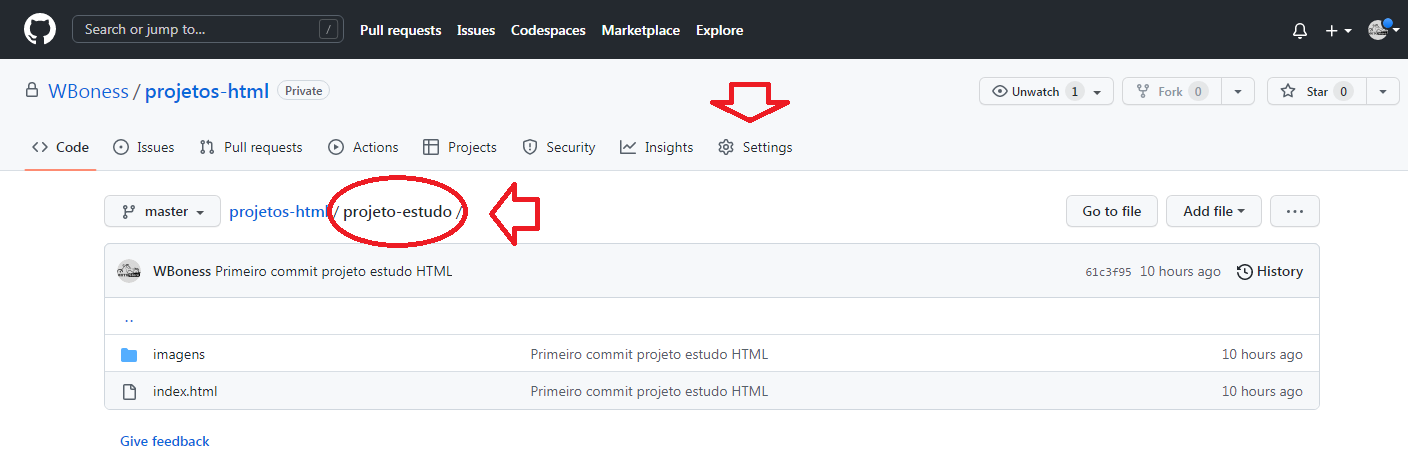 Search or jump to... / Pull requests Issues Codespaces Marketplace Explore
WBoness / projetos-html Private Unwatch 1 Fork 0 Star 0
Code Issues Pull requests Actions Projects Security Insights Settings
master projetos-html / projeto-estudo / Go to file Add file ...
WBoness Primeiro commit projeto estudo HTML 61c3f95 10 hours ago History
..
imagens Primeiro commit projeto estudo HTML 10 hours ago
index.html Primeiro commit projeto estudo HTML 10 hours ago
Give feedback